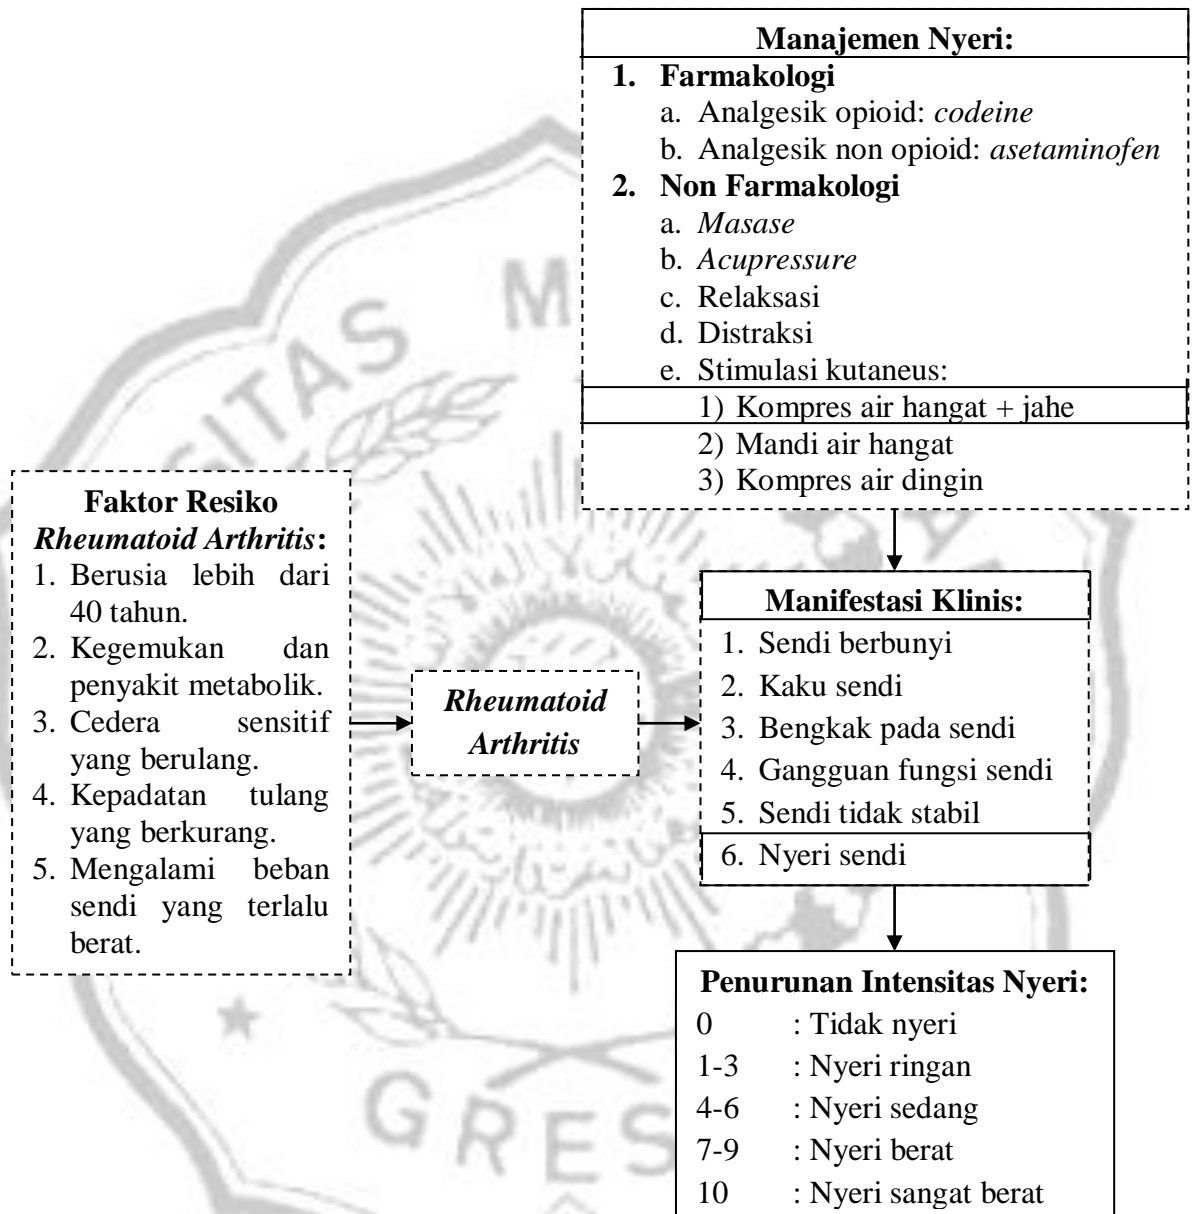 Manajemen Nyeri:
1. Farmakologi
a. Analgesik opioid: codeine
b. Analgesik non opioid: asetaminofen
2. Non Farmakologi
a. Masase
b. Acupressure
c. Relaksasi
d. Distraksi
e. Stimulasi kutaneus:
1) Kompres air hangat + jahe
2) Mandi air hangat
3) Kompres air dingin
Faktor Resiko
Rheumatoid Arthritis:
1. Berusia lebih dari
40 tahun.
2. Kegemukan dan
penyakit metabolik.
3. Cedera sensitif
yang berulang.
4. Kepadatan tulang
yang berkurang.
5. Mengalami beban
sendi yang terlalu
berat.
Rheumatoid
Arthritis
Manifestasi Klinis:
1. Sendi berbunyi
2. Kaku sendi
3. Bengkak pada sendi
4. Gangguan fungsi sendi
5. Sendi tidak stabil
6. Nyeri sendi
Penurunan Intensitas Nyeri:
0 : Tidak nyeri
1-3 : Nyeri ringan
4-6 : Nyeri sedang
7-9 : Nyeri berat
10 : Nyeri sangat berat